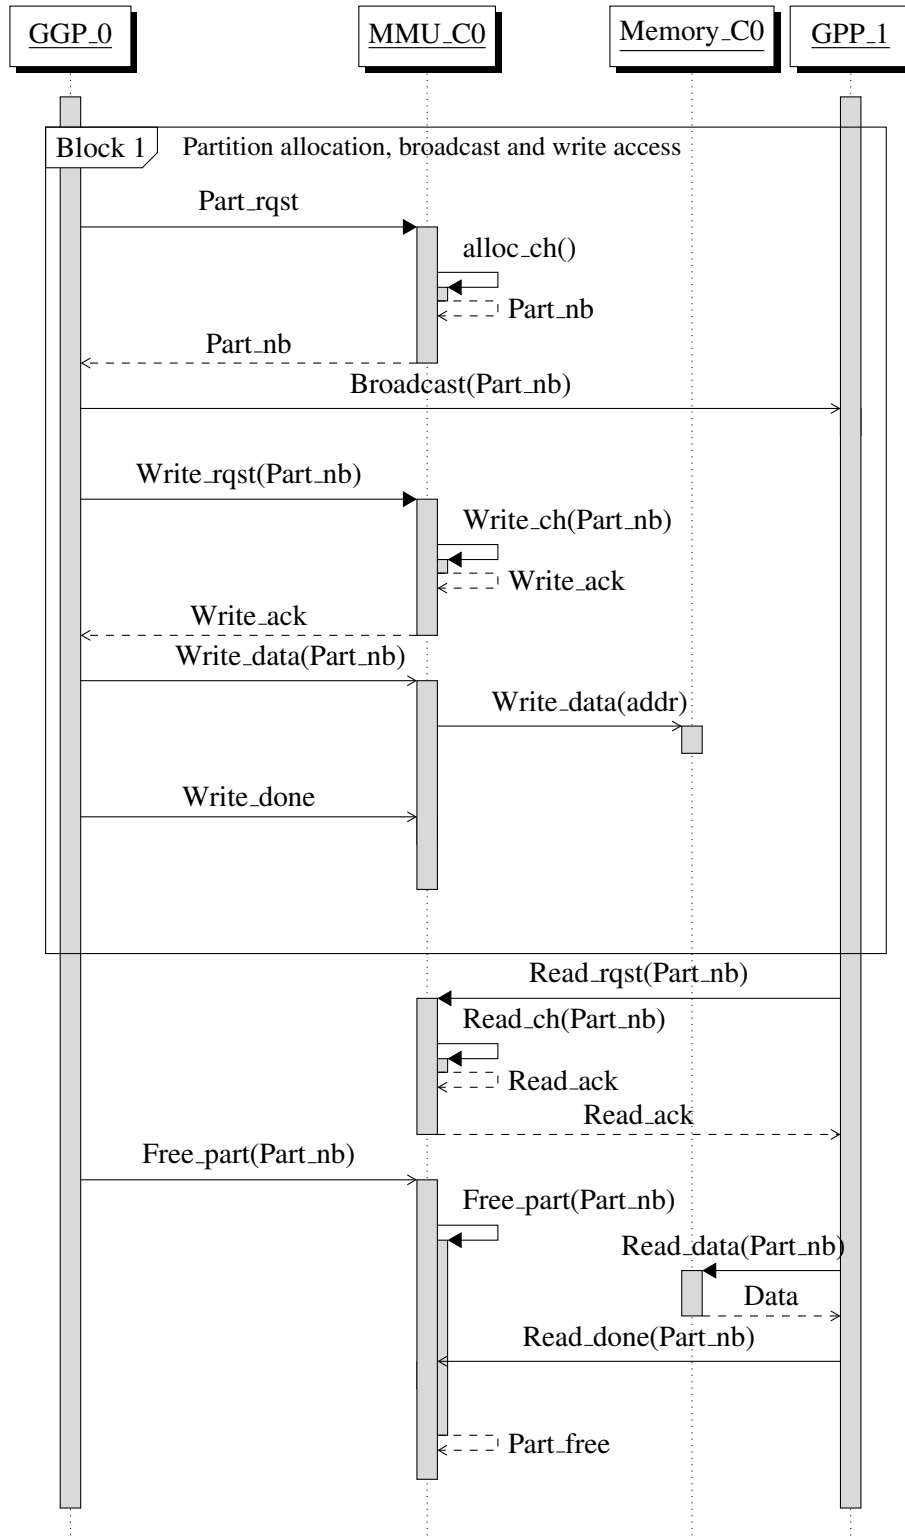 GGP_0
MMU_C0
Memory_C0
GPP_1
Block 1
Partition allocation, broadcast and write access
Part_rqst
alloc_ch()
Part_nb
Part_nb
Broadcast(Part_nb)
Write_rqst(Part_nb)
Write_ch(Part_nb)
Write_ack
Write_ack
Write_data(Part_nb)
Write_data(addr)
Write_done
Read_rqst(Part_nb)
Read_ch(Part_nb)
Read_ack
Read_ack
Free_part(Part_nb)
Free_part(Part_nb)
Read_data(Part_nb)
Data
Read_done(Part_nb)
Part_free